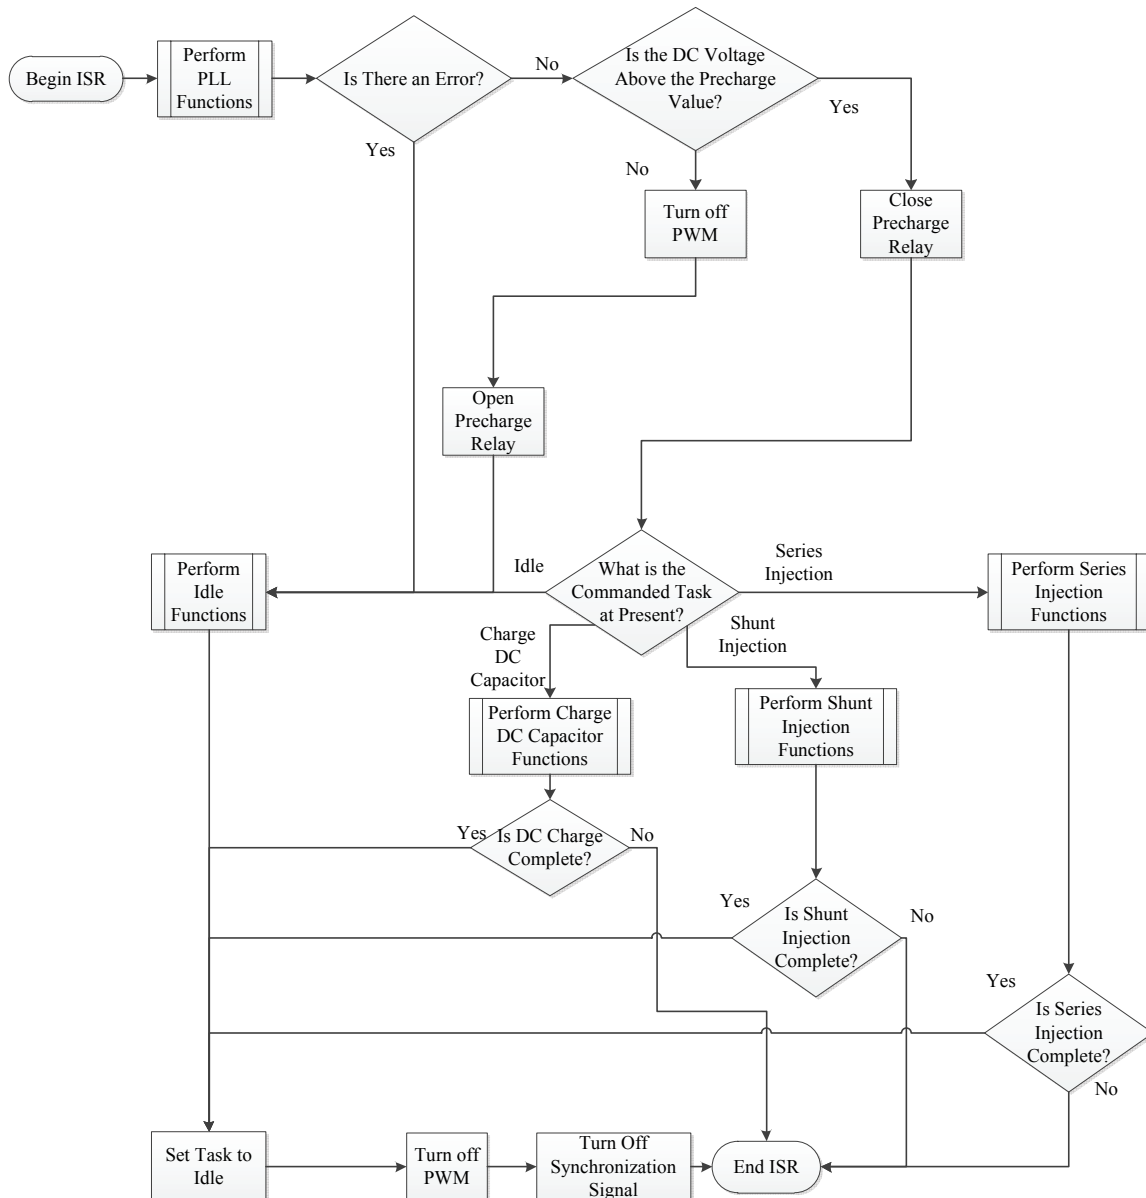 Begin ISR
Perform
PLL
Functions
Is There an Error?
No
Yes
Is the DC Voltage
Above the Precharge
Value?
Yes
No
Turn off
PWM
Close
Precharge
Relay
Open
Precharge
Relay
Perform
Idle
Functions
Idle
What is the
Commanded Task
at Present?
Series
Injection
Perform Series
Injection
Functions
Charge
DC
Capacitor
Shunt
Injection
Perform Charge
DC Capacitor
Functions
Perform Shunt
Injection
Functions
Yes
Is DC Charge
Complete?
No
Yes
Is Shunt
Injection
Complete?
No
Yes
Is Series
Injection
Complete?
No
Set Task to
Idle
Turn off
PWM
Turn Off
Synchronization
Signal
End ISR